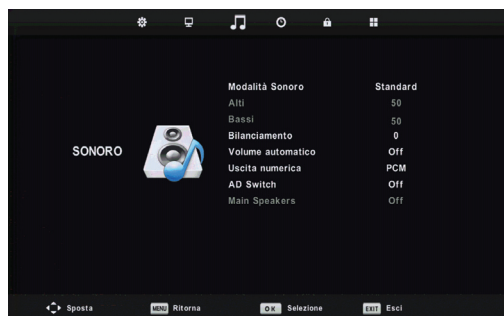 Modalità Sonoro Standard
Alti 50
Bassi 50
Bilanciamento 0
SONORO
Volume automatico Off
Uscita numerica PCM
AD Switch Off
Main Speakers Off
Sposta MENU Ritorna OK Selezione EXIT Esci